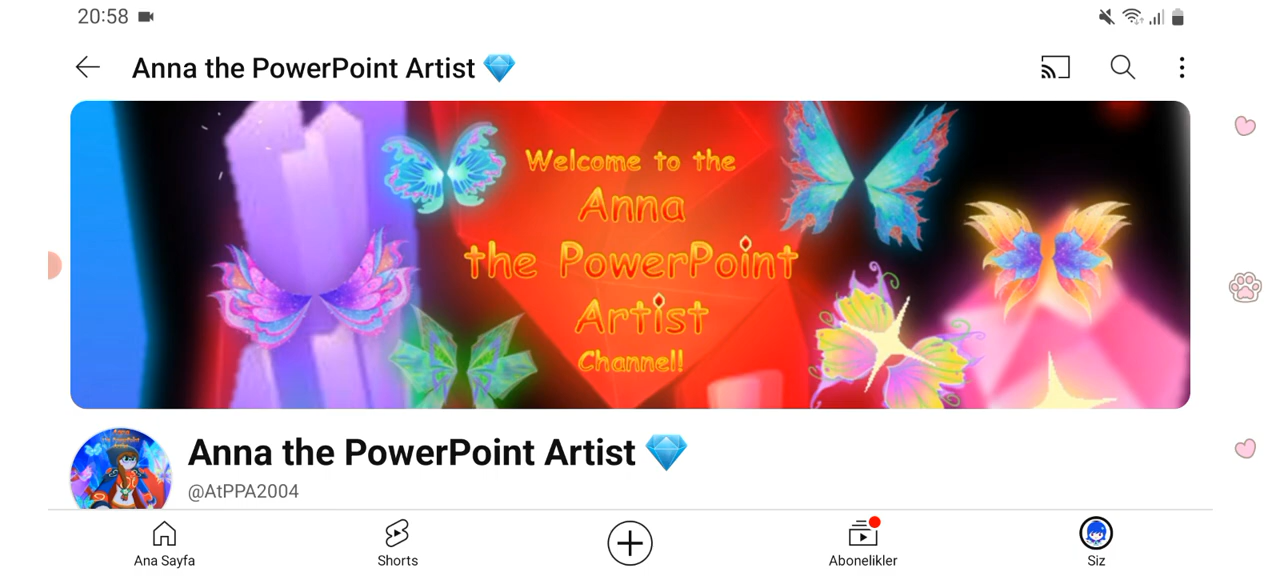 20:58
Anna the PowerPoint Artist 💎
Welcome to the
Anna
the PowerPoint
Artist
Channel!
Anna the PowerPoint Artist 💎
@AtPPA2004
Ana Sayfa
Shorts
Abonelikler
Siz